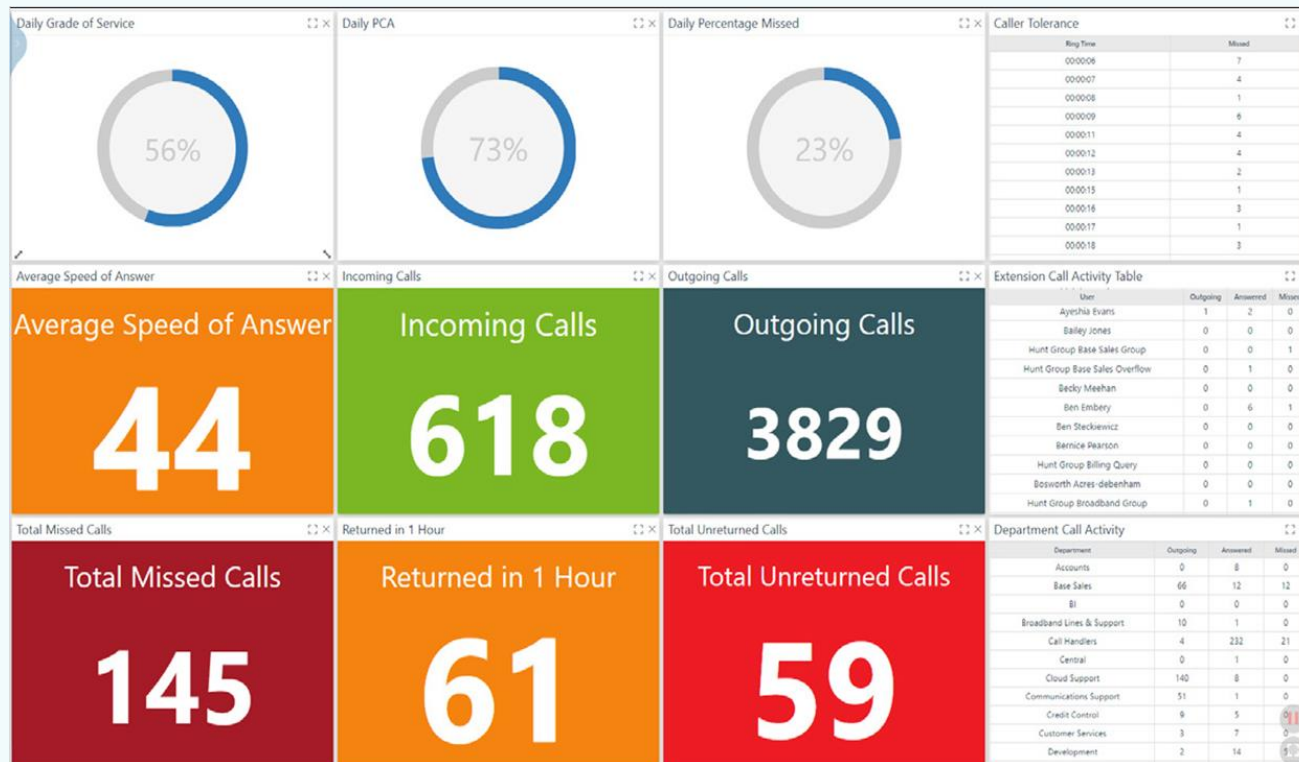 Daily Grade of Service
56%
Daily PCA
73%
Daily Percentage Missed
23%
Caller Tolerance
Ring Time Missed
00:00:06 7
00:00:07 4
00:00:08 1
00:00:09 6
00:00:11 4
00:00:12 4
00:00:13 2
00:00:15 1
00:00:16 3
00:00:17 1
00:00:18 3
Average Speed of Answer
Average Speed of Answer
44
Incoming Calls
Incoming Calls
618
Outgoing Calls
Outgoing Calls
3829
Extension Call Activity Table
User Outgoing Answered Missed
Ayeshia Evans 1 2 0
Bailey Jones 0 0 0
Hunt Group Base Sales Group 0 0 1
Hunt Group Base Sales Overflow 0 1 0
Becky Meehan 0 0 0
Ben Embery 0 6 1
Ben Steckiewicz 0 0 0
Bernice Pearson 0 0 0
Hunt Group Billing Query 0 0 0
Bosworth Acres-debenham 0 0 0
Hunt Group Broadband Group 0 1 0
Total Missed Calls
Total Missed Calls
145
Returned in 1 Hour
Returned in 1 Hour
61
Total Unreturned Calls
Total Unreturned Calls
59
Department Call Activity
Department Outgoing Answered Missed
Accounts 0 8 0
Base Sales 66 12 12
BI 0 0 0
Broadband Lines & Support 10 1 0
Call Handlers 4 232 21
Central 0 1 0
Cloud Support 140 8 0
Communications Support 51 1 0
Credit Control 9 5
Customer Services 3 7
Development 2 14